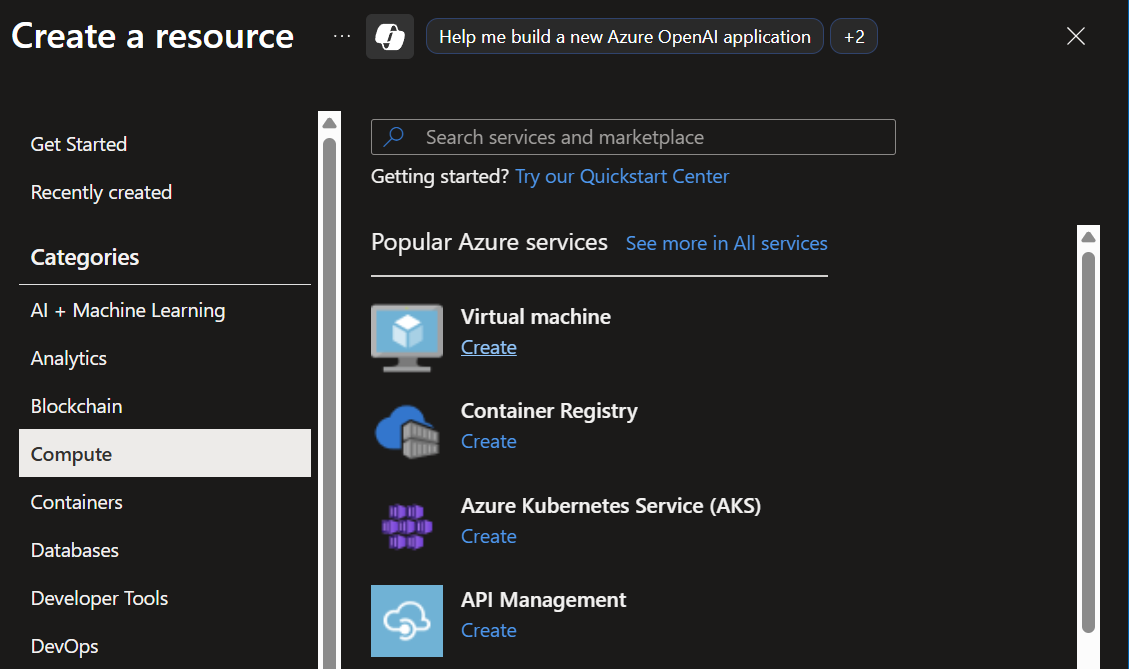 Create a resource
...
Help me build a new Azure OpenAI application
+2
Get Started
Recently created
Categories
AI + Machine Learning
Analytics
Blockchain
Compute
Containers
Databases
Developer Tools
DevOps
Search services and marketplace
Getting started? Try our Quickstart Center
Popular Azure services See more in All services
Virtual machine
Create
Container Registry
Create
Azure Kubernetes Service (AKS)
Create
API Management
Create